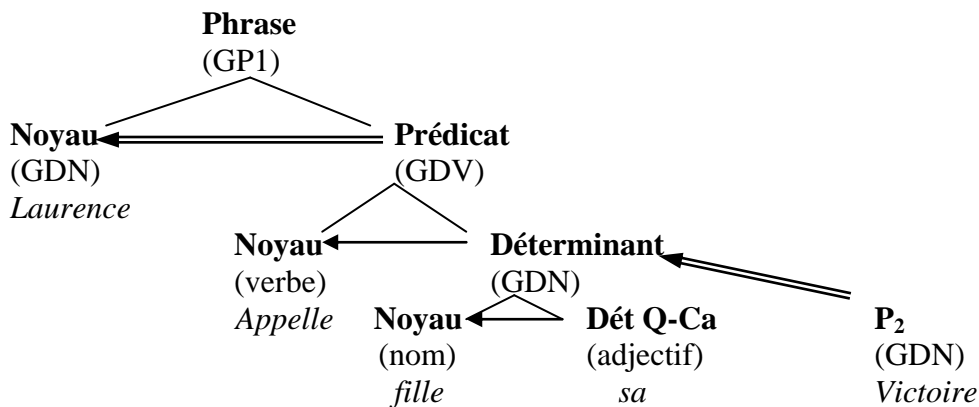 Phrase
(GP1)
Noyau Prédicat
(GDN) (GDV)
Laurence
Noyau Déterminant
(verbe) (GDN)
Appelle Noyau Dét Q-Ca P₂
(nom) (adjectif) (GDN)
fille sa Victoire